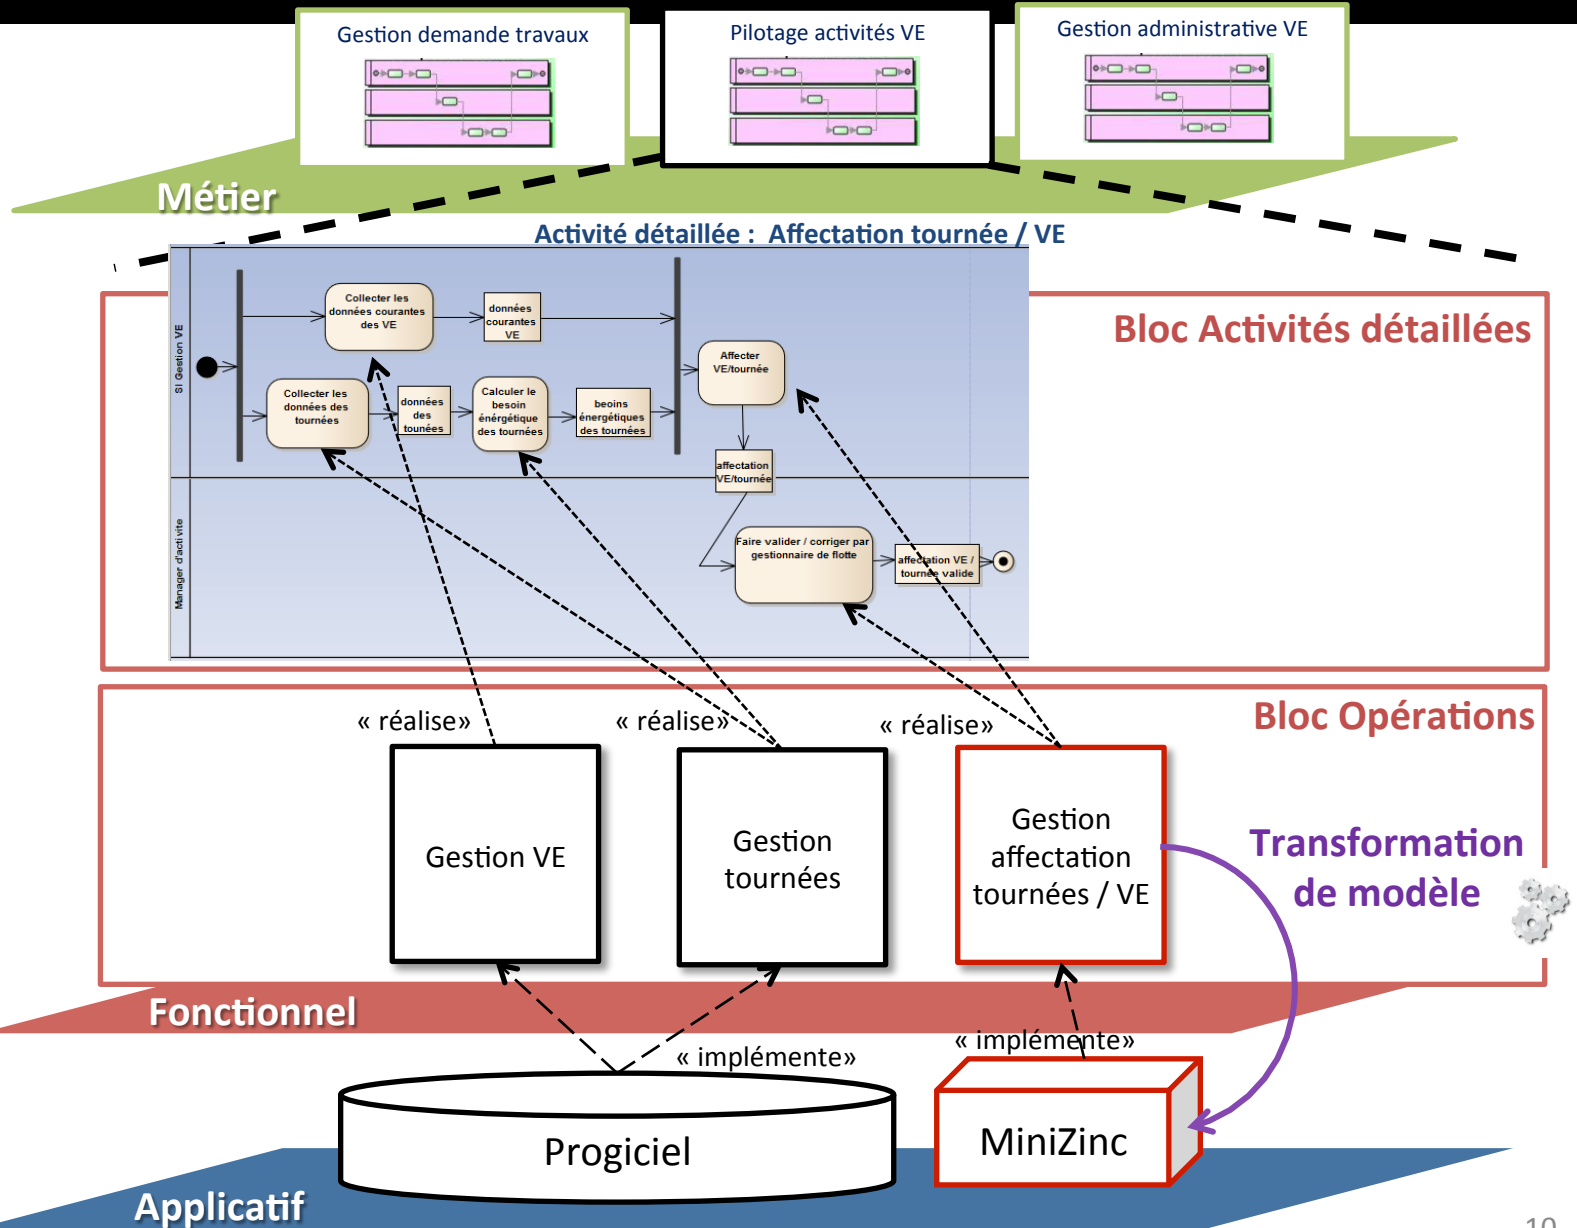 Gestion demande travaux
Pilotage activités VE
Gestion administrative VE
Métier
Activité détaillée :  Affectation tournée / VE
Bloc Activités détaillées
SI Gestion VE
Collecter les
données courantes
des VE
données
courantes
VE
Collecter les
données des
tournées
données
des
tounées
Calculer le
besoin
énérgétique
des tournées
beoins
énergétiques
des tournées
Affecter
VE/tournée
affectation
VE/tournée
Manager d'activite
Faire valider / corriger par
gestionnaire de flotte
affectation VE /
tournée valide
Bloc Opérations
« réalise»
« réalise»
« réalise»
Gestion VE
Gestion
tournées
Gestion
affectation
tournées / VE
Transformation
de modèle
Fonctionnel
« implémente»
« implémente»
Progiciel
MiniZinc
Applicatif
10